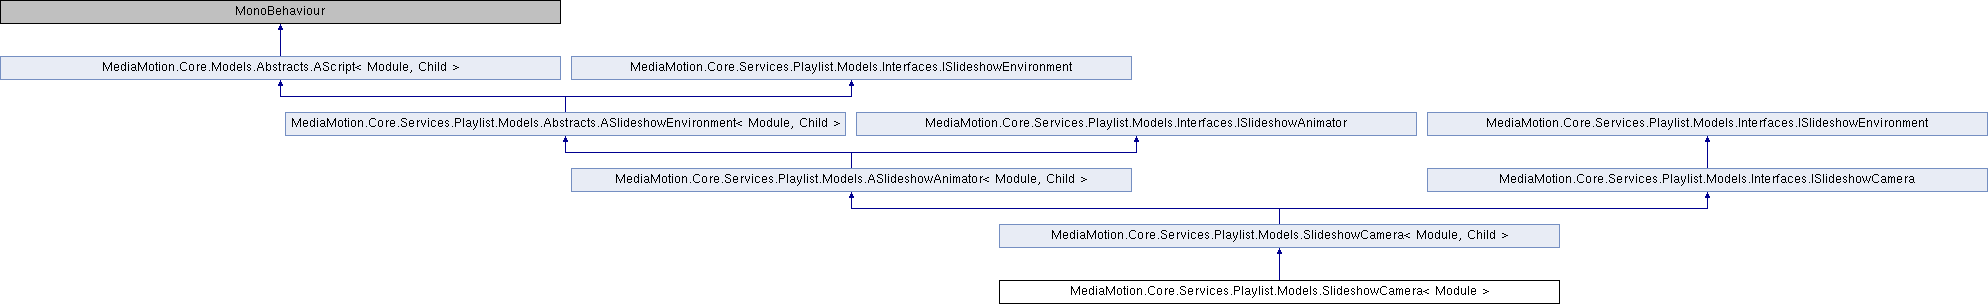 MonoBehaviour
MediaMotion.Core.Models.Abstracts.AScript< Module, Child >
MediaMotion.Core.Services.Playlist.Models.Interfaces.ISlideshowEnvironment
MediaMotion.Core.Services.Playlist.Models.Abstracts.ASlideshowEnvironment< Module, Child >
MediaMotion.Core.Services.Playlist.Models.Interfaces.ISlideshowAnimator
MediaMotion.Core.Services.Playlist.Models.Interfaces.ISlideshowEnvironment
MediaMotion.Core.Services.Playlist.Models.ASlideshowAnimator< Module, Child >
MediaMotion.Core.Services.Playlist.Models.Interfaces.ISlideshowCamera
MediaMotion.Core.Services.Playlist.Models.SlideshowCamera< Module, Child >
MediaMotion.Core.Services.Playlist.Models.SlideshowCamera< Module >